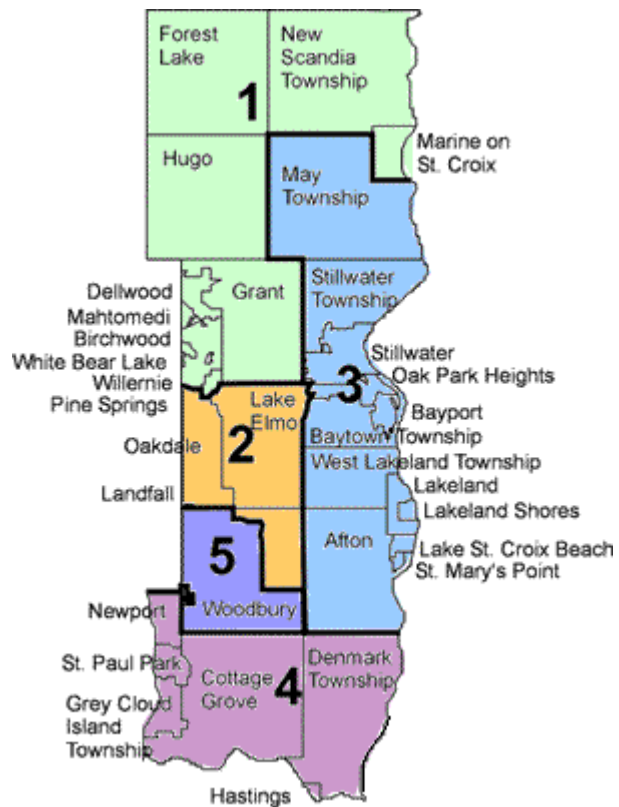 Forest
Lake
New
Scandia
Township
1
Marine on
St. Croix
Hugo
May
Township
Dellwood
Mahtomedi
Birchwood
White Bear Lake
Willernie
Pine Springs
Grant
Stillwater
Township
Stillwater
3
Oak Park Heights
Bayport
Baytown Township
West Lakeland Township
Lakeland
Lakeland Shores
Lake
Elmo
2
Oakdale
Landfall
5
Woodbury
Afton
Lake St. Croix Beach
St. Mary's Point
Newport
St. Paul Park
Grey Cloud
Island
Township
Cottage
Grove
4
Denmark
Township
Hastings